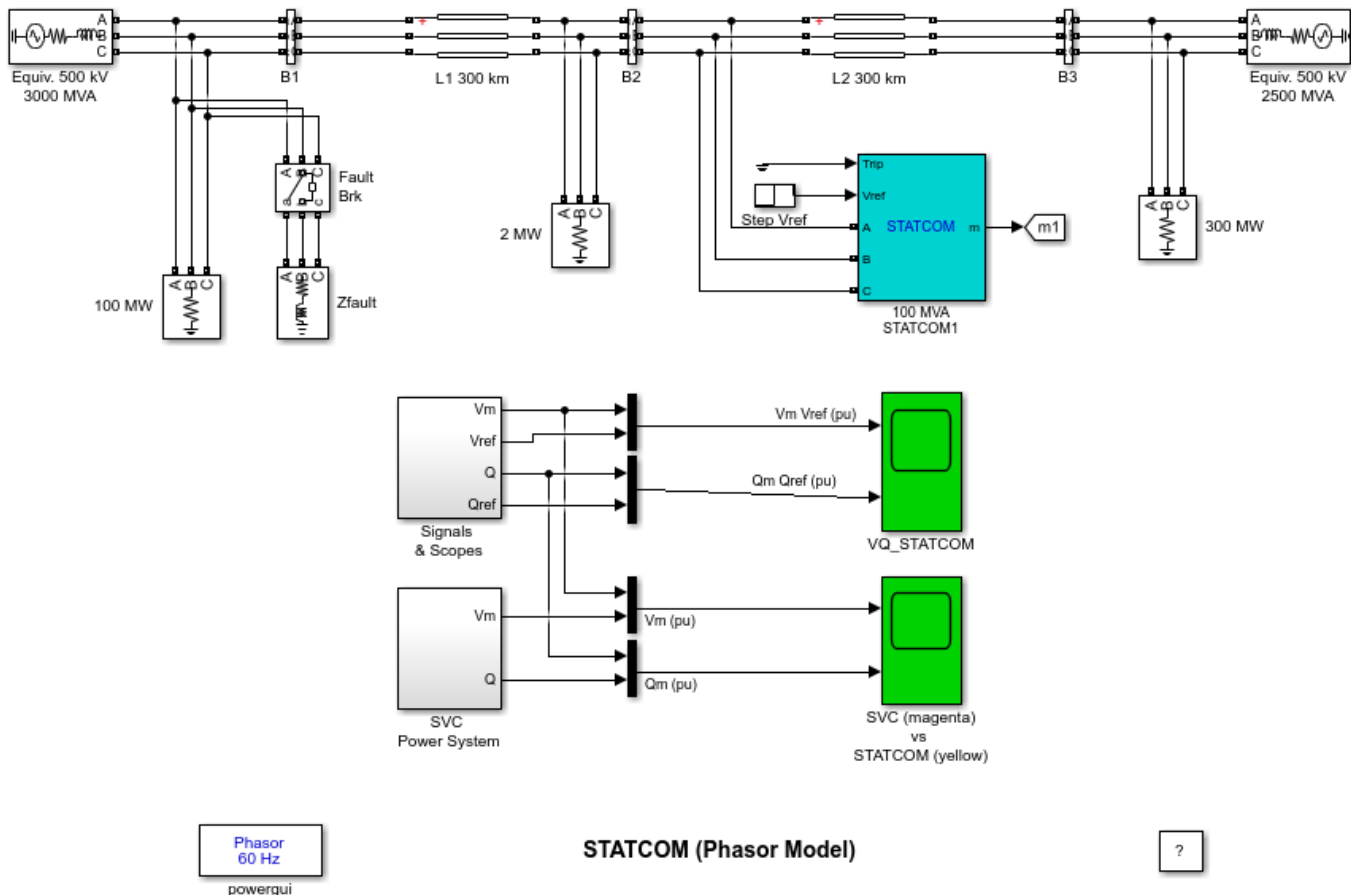 A
B
C
Equiv. 500 kV
3000 MVA
B1
L1 300 km
B2
L2 300 km
B3
A
B
C
Equiv. 500 kV
2500 MVA
A
B
C
a
b
c
Fault
Brk
A
B
C
100 MW
A
B
C
Zfault
A
B
C
2 MW
Step Vref
Trip
Vref
A
B
C
STATCOM
m
100 MVA
STATCOM1
m1
A
B
C
300 MW
Vm
Vref
Q
Qref
Signals
& Scopes
Vm Vref (pu)
Qm Qref (pu)
VQ_STATCOM
Vm
Q
SVC
Power System
Vm (pu)
Qm (pu)
SVC (magenta)
vs
STATCOM (yellow)
Phasor
60 Hz
powergui
STATCOM (Phasor Model)
?